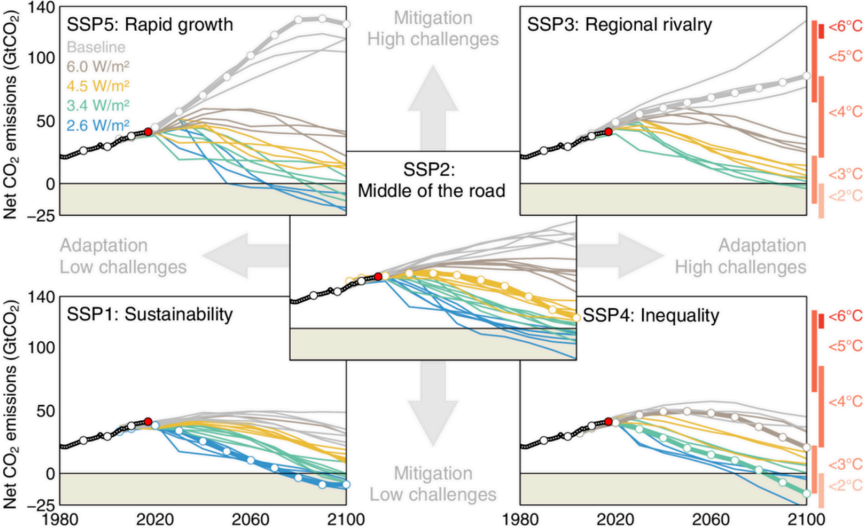 140
100
50
0
−25
Net CO₂ emissions (GtCO₂)
SSP5: Rapid growth
Baseline
6.0 W/m²
4.5 W/m²
3.4 W/m²
2.6 W/m²
Mitigation
High challenges
SSP3: Regional rivalry
<6°C
<5°C
<4°C
<3°C
<2°C
SSP2:
Middle of the road
Adaptation
Low challenges
Adaptation
High challenges
140
100
50
0
−25
Net CO₂ emissions (GtCO₂)
SSP1: Sustainability
SSP4: Inequality
<6°C
<5°C
<4°C
<3°C
<2°C
Mitigation
Low challenges
1980 2020 2060 2100
1980 2020 2060 2100